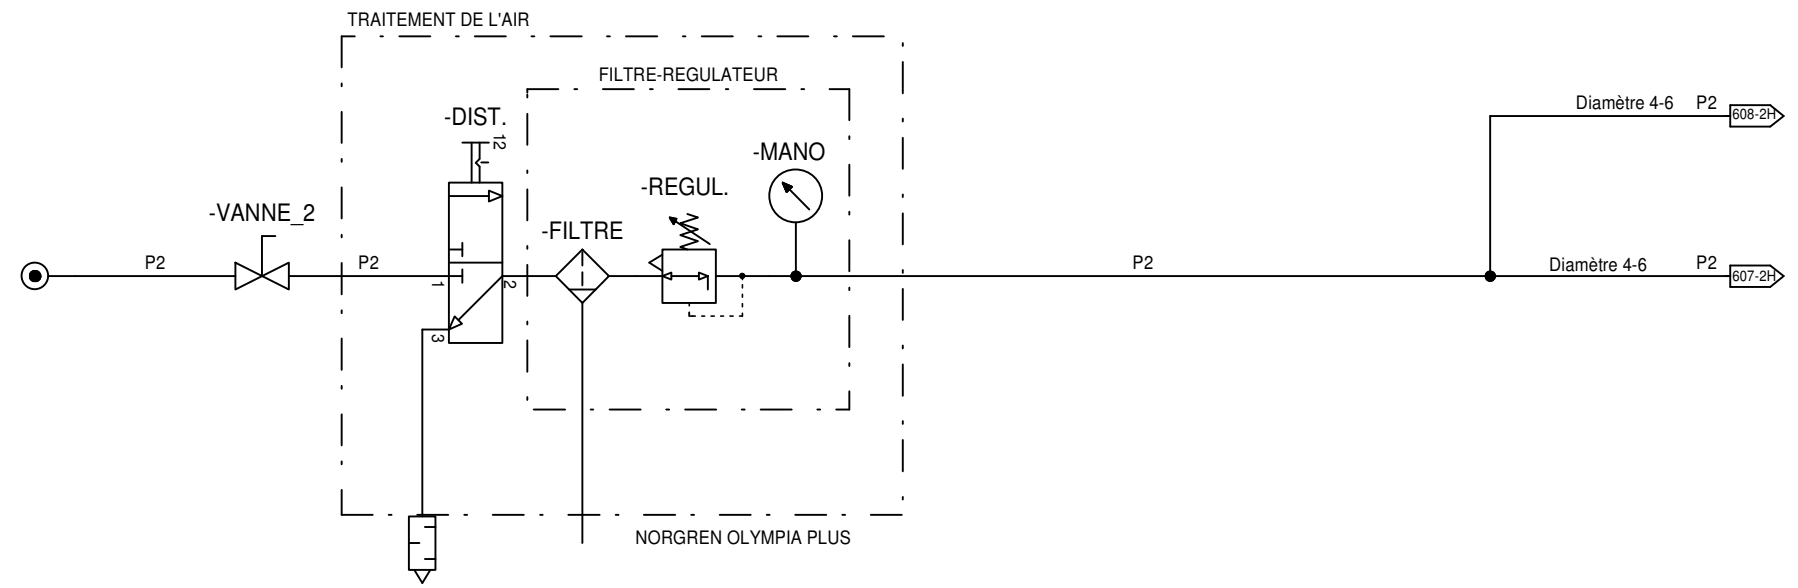 TRAITEMENT DE L'AIR
FILTRE-REGULATEUR
-DIST.
12
-MANO
-REGUL.
-VANNE_2
-FILTRE
Diamètre 4-6 P2 608-2H
P2
P2
1
2
3
P2
Diamètre 4-6 P2 607-2H
NORGREN OLYMPIA PLUS